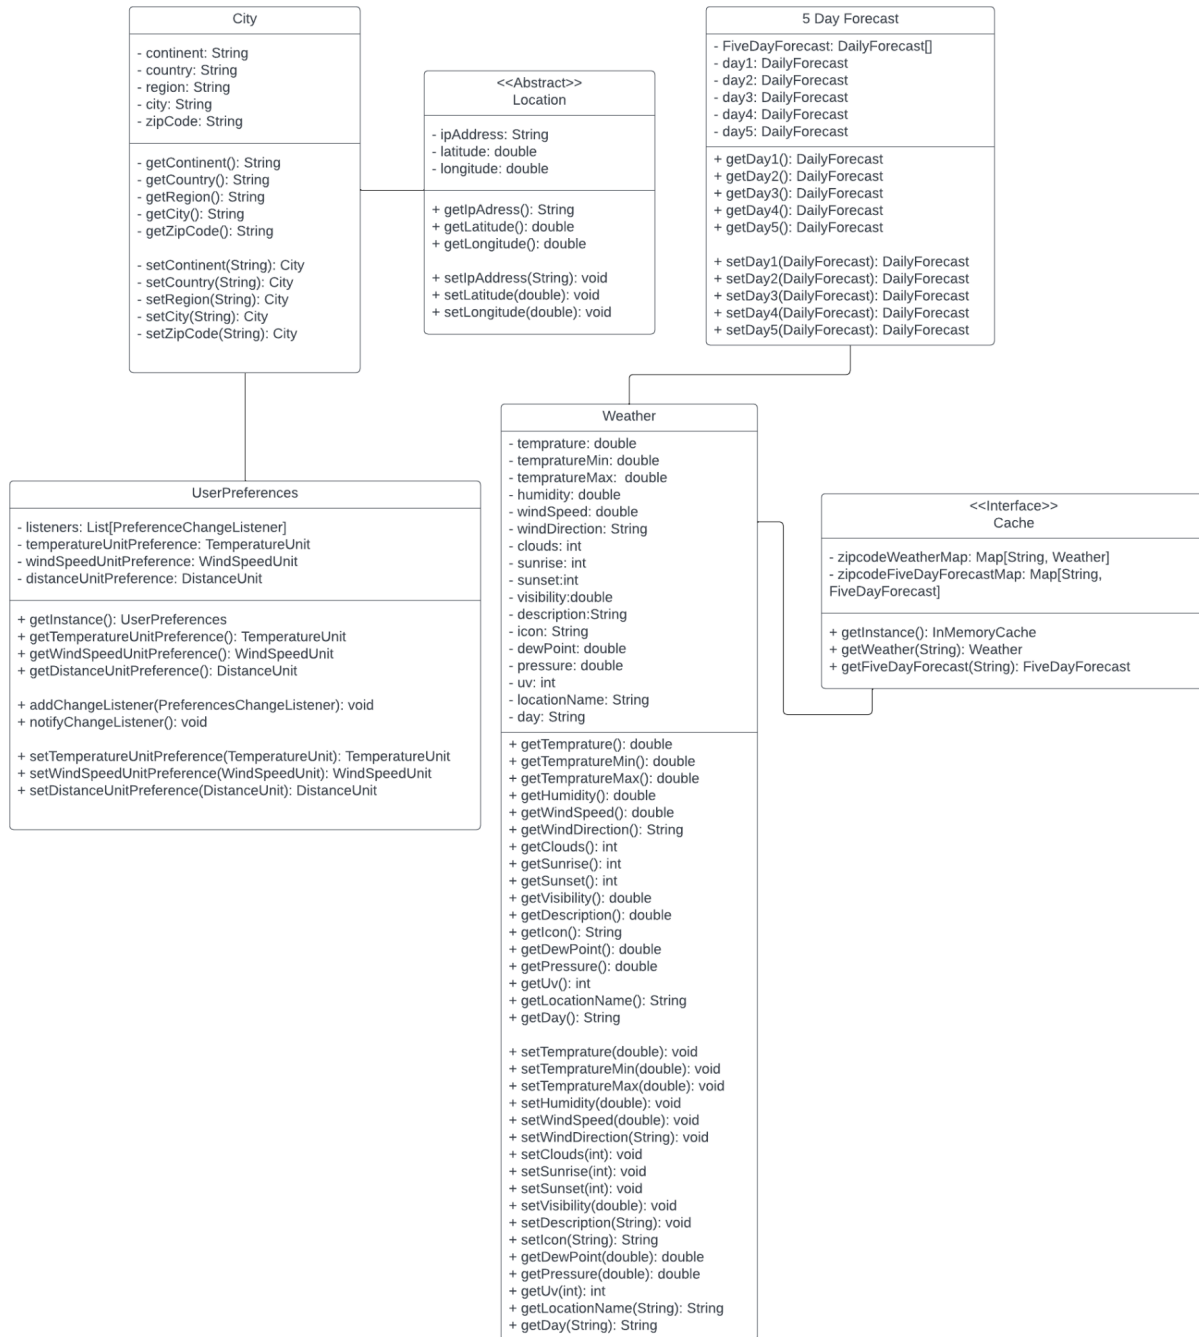 City
- continent: String
- country: String
- region: String
- city: String
- zipCode: String
- getContinent(): String
- getCountry(): String
- getRegion(): String
- getCity(): String
- getZipCode(): String
- setContinent(String): City
- setCountry(String): City
- setRegion(String): City
- setCity(String): City
- setZipCode(String): City
<<Abstract>>
Location
- ipAddress: String
- latitude: double
- longitude: double
+ getIpAdress(): String
+ getLatitude(): double
+ getLongitude(): double
+ setIpAddress(String): void
+ setLatitude(double): void
+ setLongitude(double): void
5 Day Forecast
- FiveDayForecast: DailyForecast[]
- day1: DailyForecast
- day2: DailyForecast
- day3: DailyForecast
- day4: DailyForecast
- day5: DailyForecast
+ getDay1(): DailyForecast
+ getDay2(): DailyForecast
+ getDay3(): DailyForecast
+ getDay4(): DailyForecast
+ getDay5(): DailyForecast
+ setDay1(DailyForecast): DailyForecast
+ setDay2(DailyForecast): DailyForecast
+ setDay3(DailyForecast): DailyForecast
+ setDay4(DailyForecast): DailyForecast
+ setDay5(DailyForecast): DailyForecast
UserPreferences
- listeners: List[PreferenceChangeListener]
- temperatureUnitPreference: TemperatureUnit
- windSpeedUnitPreference: WindSpeedUnit
- distanceUnitPreference: DistanceUnit
+ getInstance(): UserPreferences
+ getTemperatureUnitPreference(): TemperatureUnit
+ getWindSpeedUnitPreference(): WindSpeedUnit
+ getDistanceUnitPreference(): DistanceUnit
+ addChangeListener(PreferencesChangeListener): void
+ notifyChangeListener(): void
+ setTemperatureUnitPreference(TemperatureUnit): TemperatureUnit
+ setWindSpeedUnitPreference(WindSpeedUnit): WindSpeedUnit
+ setDistanceUnitPreference(DistanceUnit): DistanceUnit
Weather
- temprature: double
- tempratureMin: double
- tempratureMax:  double
- humidity: double
- windSpeed: double
- windDirection: String
- clouds: int
- sunrise: int
- sunset:int
- visibility:double
- description:String
- icon: String
- dewPoint: double
- pressure: double
- uv: int
- locationName: String
- day: String
+ getTemprature(): double
+ getTempratureMin(): double
+ getTempratureMax(): double
+ getHumidity(): double
+ getWindSpeed(): double
+ getWindDirection(): String
+ getClouds(): int
+ getSunrise(): int
+ getSunset(): int
+ getVisibility(): double
+ getDescription(): double
+ getIcon(): String
+ getDewPoint(): double
+ getPressure(): double
+ getUv(): int
+ getLocationName(): String
+ getDay(): String
+ setTemprature(double): void
+ setTempratureMin(double): void
+ setTempratureMax(double): void
+ setHumidity(double): void
+ setWindSpeed(double): void
+ setWindDirection(String): void
+ setClouds(int): void
+ setSunrise(int): void
+ setSunset(int): void
+ setVisibility(double): void
+ setDescription(String): void
+ setIcon(String): String
+ getDewPoint(double): double
+ getPressure(double): double
+ getUv(int): int
+ getLocationName(String): String
+ getDay(String): String
<<Interface>>
Cache
- zipcodeWeatherMap: Map[String, Weather]
- zipcodeFiveDayForecastMap: Map[String,
FiveDayForecast]
+ getInstance(): InMemoryCache
+ getWeather(String): Weather
+ getFiveDayForecast(String): FiveDayForecast